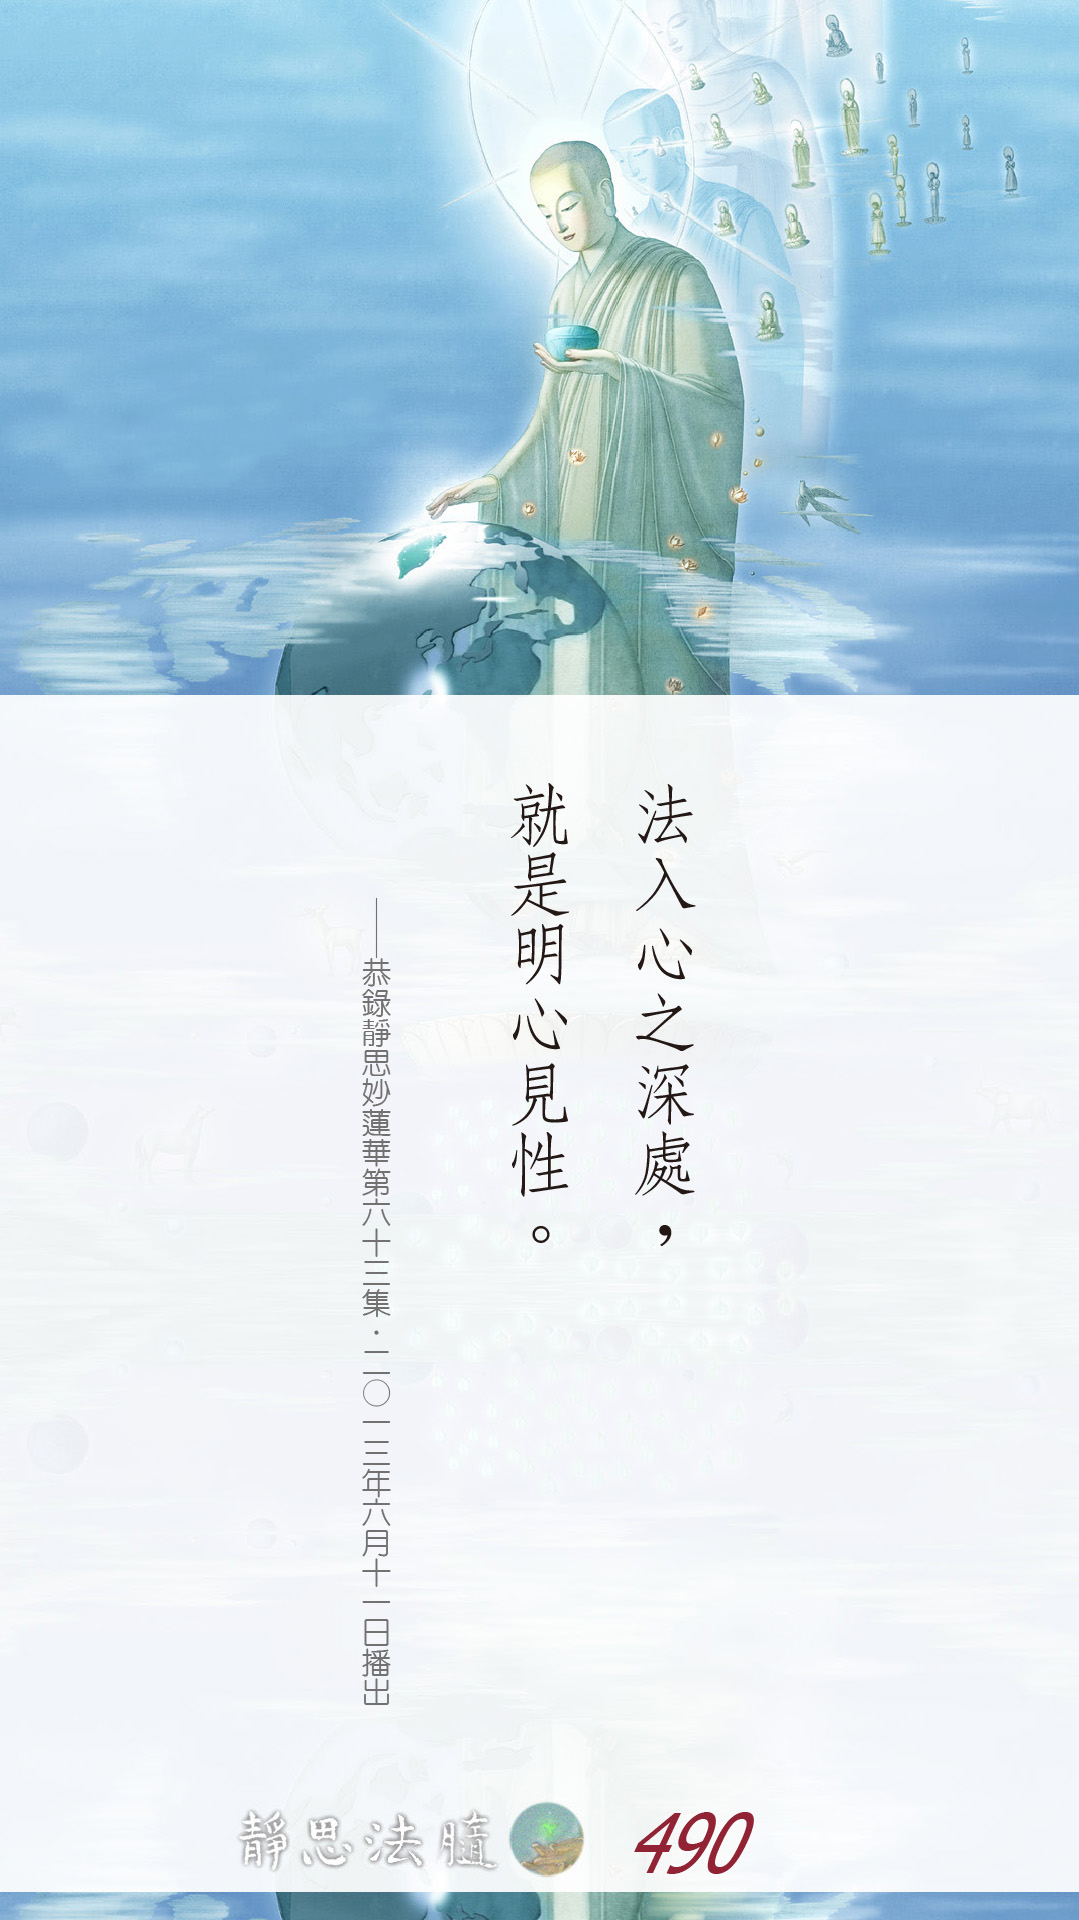 法入心之深處，
就是明心見性。
——恭錄靜思妙蓮華第六十三集．二〇一三年六月十一日播出
靜思法髓
490